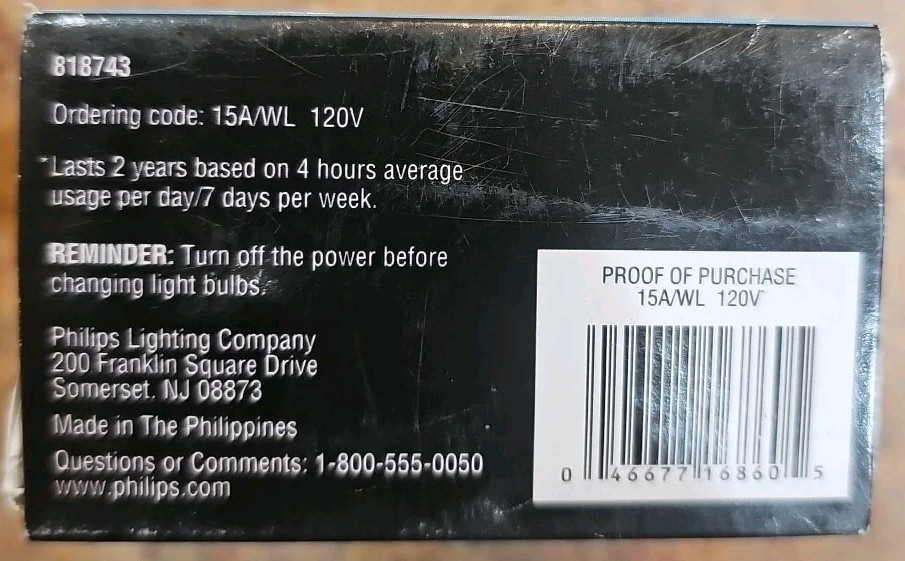 818743
Ordering code: 15A/WL 120V
*Lasts 2 years based on 4 hours average
usage per day/7 days per week.
REMINDER: Turn off the power before
changing light bulbs.
Philips Lighting Company
200 Franklin Square Drive
Somerset, NJ 08873
Made in The Philippines
Questions or Comments: 1-800-555-0050
www.philips.com
PROOF OF PURCHASE
15A/WL 120V
0 46677 16860 5